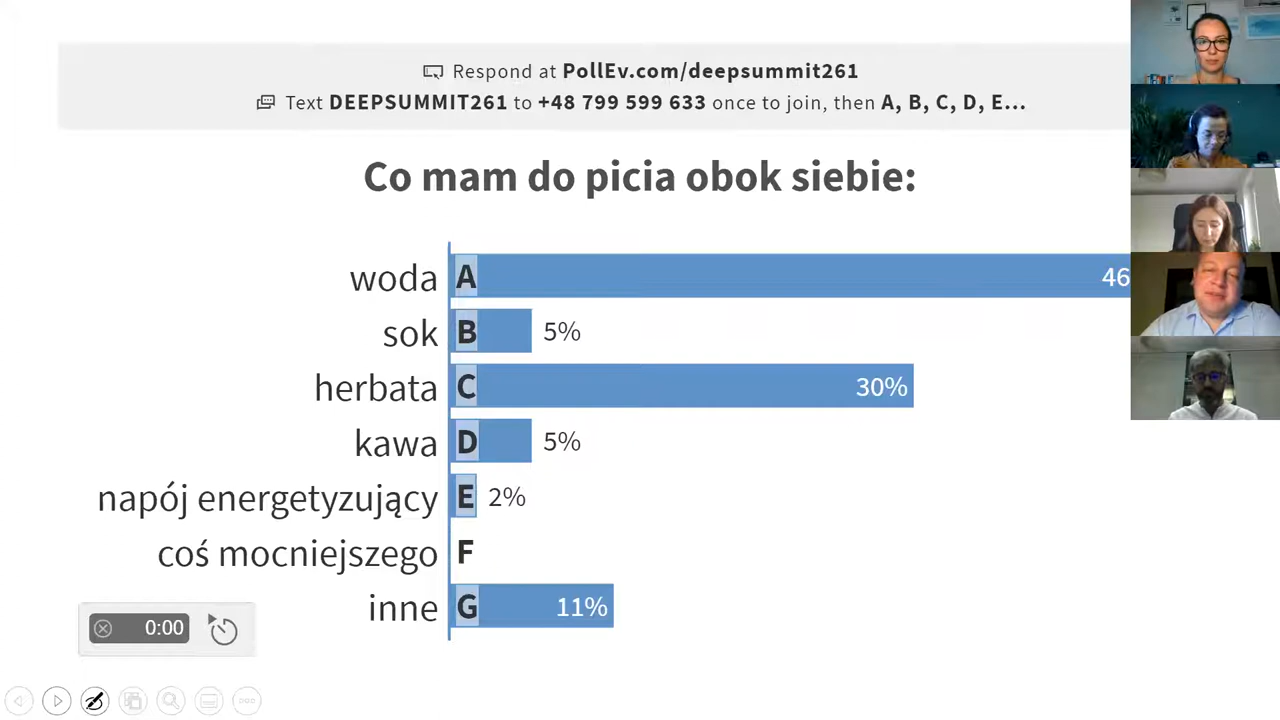 Respond at PollEv.com/deepsummit261
Text DEEPSUMMIT261 to +48 799 599 633 once to join, then A, B, C, D, E...
Co mam do picia obok siebie:
woda A 46
sok B 5%
herbata C 30%
kawa D 5%
napój energetyzujący E 2%
coś mocniejszego F
inne G 11%
0:00